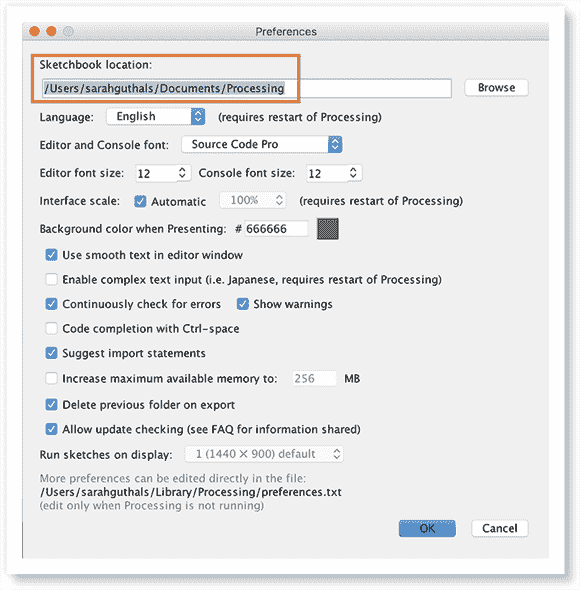 Preferences
Sketchbook location:
/Users/sarahguthals/Documents/Processing Browse
Language: English (requires restart of Processing)
Editor and Console font: Source Code Pro
Editor font size: 12 Console font size: 12
Interface scale: Automatic 100% (requires restart of Processing)
Background color when Presenting: # 666666
Use smooth text in editor window
Enable complex text input (i.e. Japanese, requires restart of Processing)
Continuously check for errors Show warnings
Code completion with Ctrl-space
Suggest import statements
Increase maximum available memory to: 256 MB
Delete previous folder on export
Allow update checking (see FAQ for information shared)
Run sketches on display: 1 (1440 × 900) default
More preferences can be edited directly in the file:
/Users/sarahguthals/Library/Processing/preferences.txt
(edit only when Processing is not running)
OK Cancel